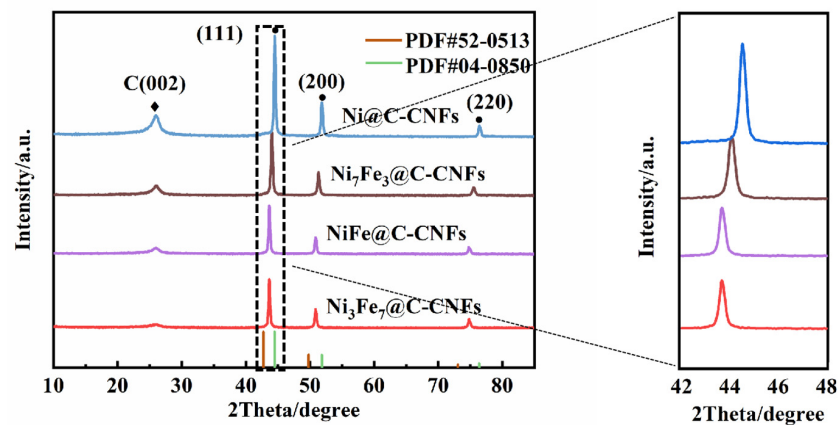 (111)
PDF#52-0513
PDF#04-0850
C(002)
(200)
(220)
Ni@C-CNFs
Ni₇Fe₃@C-CNFs
NiFe@C-CNFs
Ni₃Fe₇@C-CNFs
Intensity/a.u.
10 20 30 40 50 60 70 80
2Theta/degree
Intensity/a.u.
42 44 46 48
2Theta/degree